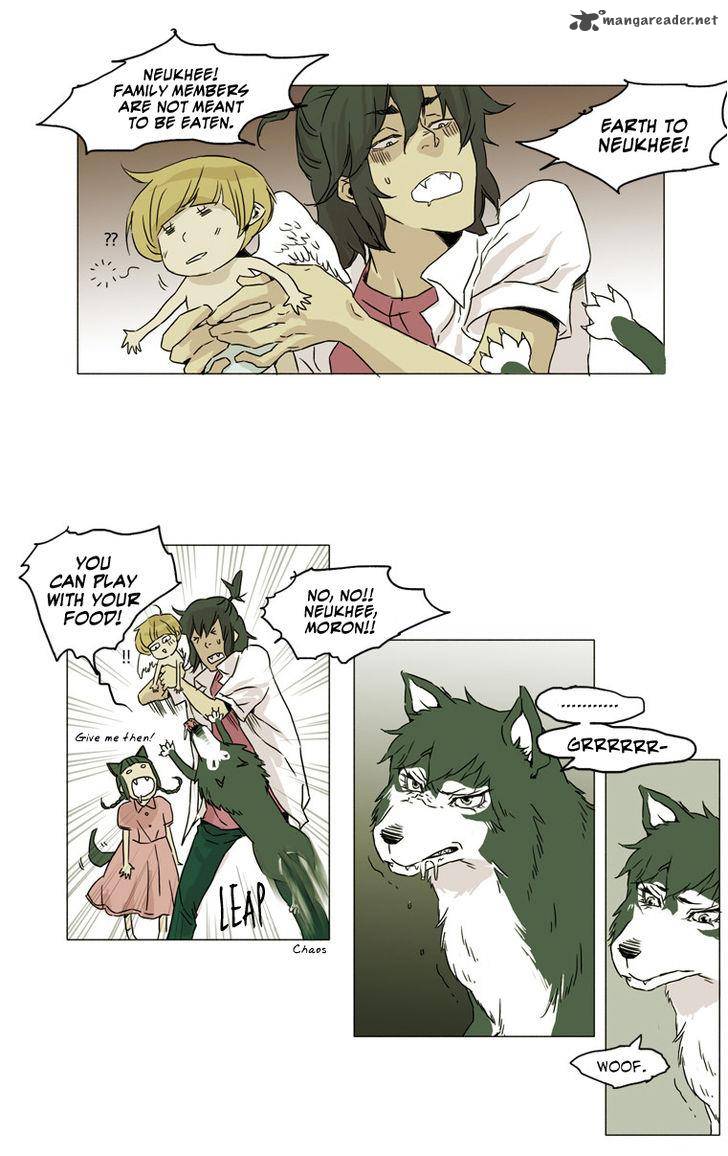 mangareader.net
NEUKHEE!
FAMILY MEMBERS
ARE NOT MEANT
TO BE EATEN.
EARTH TO
NEUKHEE!
??
YOU
CAN PLAY
WITH YOUR
FOOD!
NO, NO!!
NEUKHEE,
MORON!!
!!
Give me then!
LEAP
Chaos
............
GRRRRRR-
WOOF.